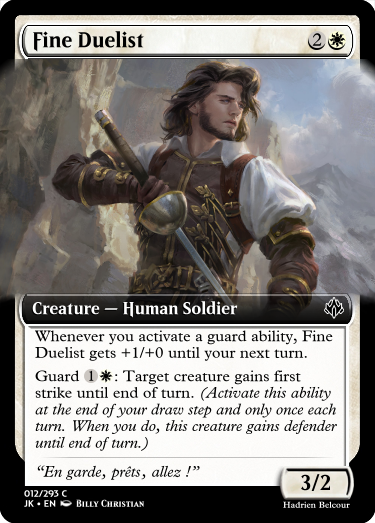 Fine Duelist 2
Creature — Human Soldier
Whenever you activate a guard ability, Fine
Duelist gets +1/+0 until your next turn.
Guard 1: Target creature gains first
strike until end of turn. (Activate this ability
at the end of your draw step and only once each
turn. When you do, this creature gains defender
until end of turn.)
“En garde, prêts, allez !”
3/2
012/293 C
JK • EN Billy Christian
Hadrien Belcour